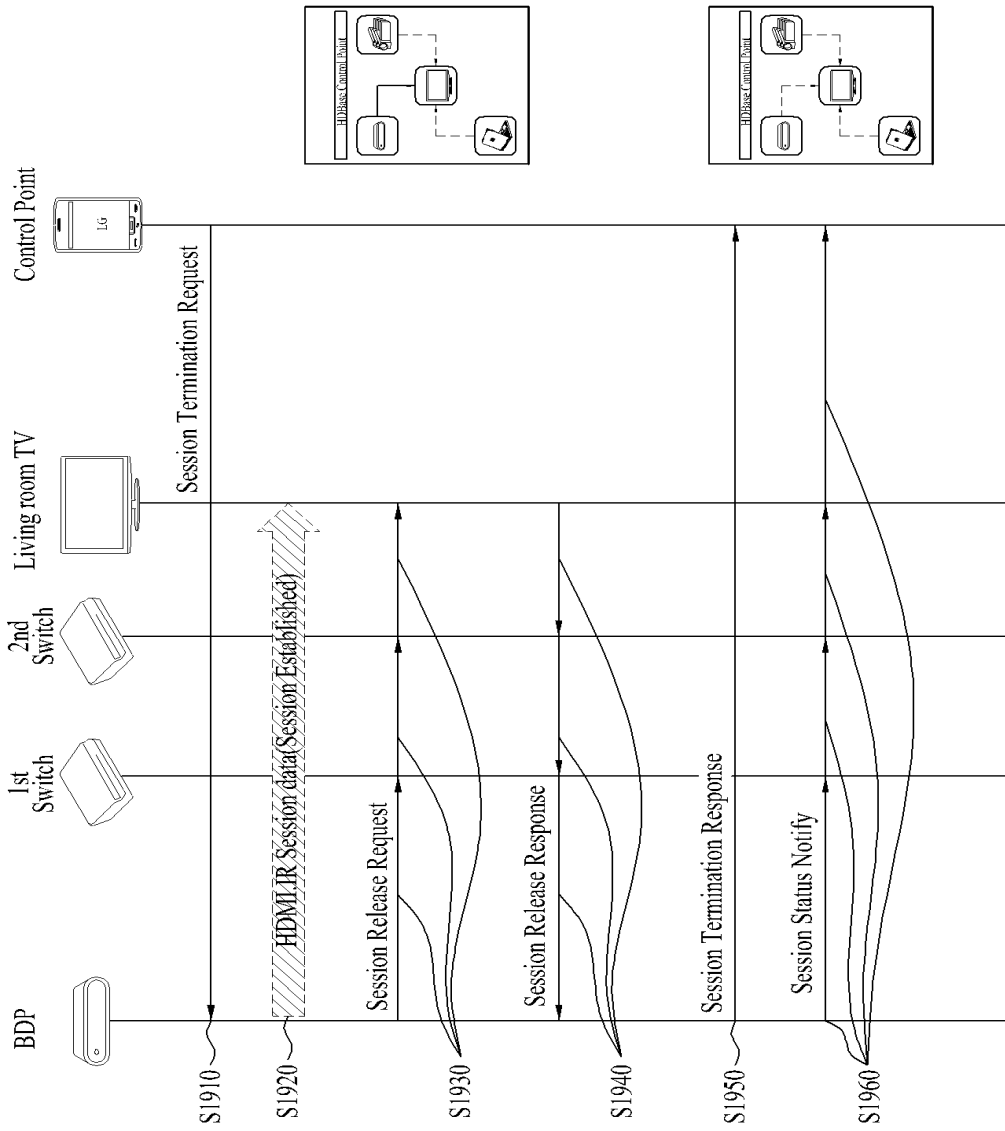 BDP
1st
Switch
2nd
Switch
Living room TV
Control Point
LG
S1910
Session Termination Request
S1920
HDMI,IR Session data(Session Established)
HDBase Control Point
Session Release Request
S1930
Session Release Response
S1940
S1950
Session Termination Response
Session Status Notify
S1960
HDBase Control Point